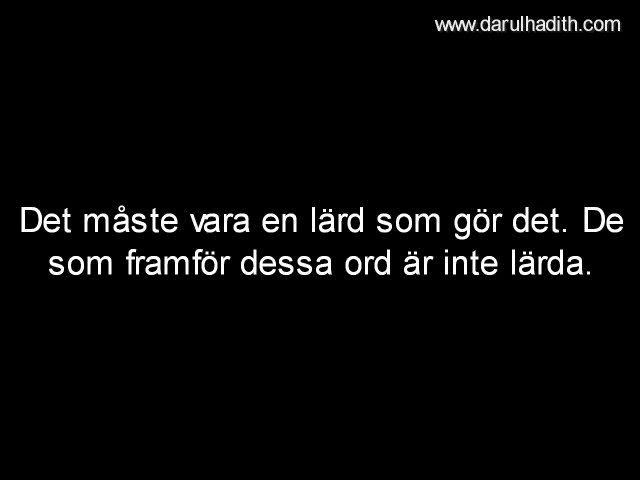 www.darulhadith.com
Det måste vara en lärd som gör det. De
som framför dessa ord är inte lärda.